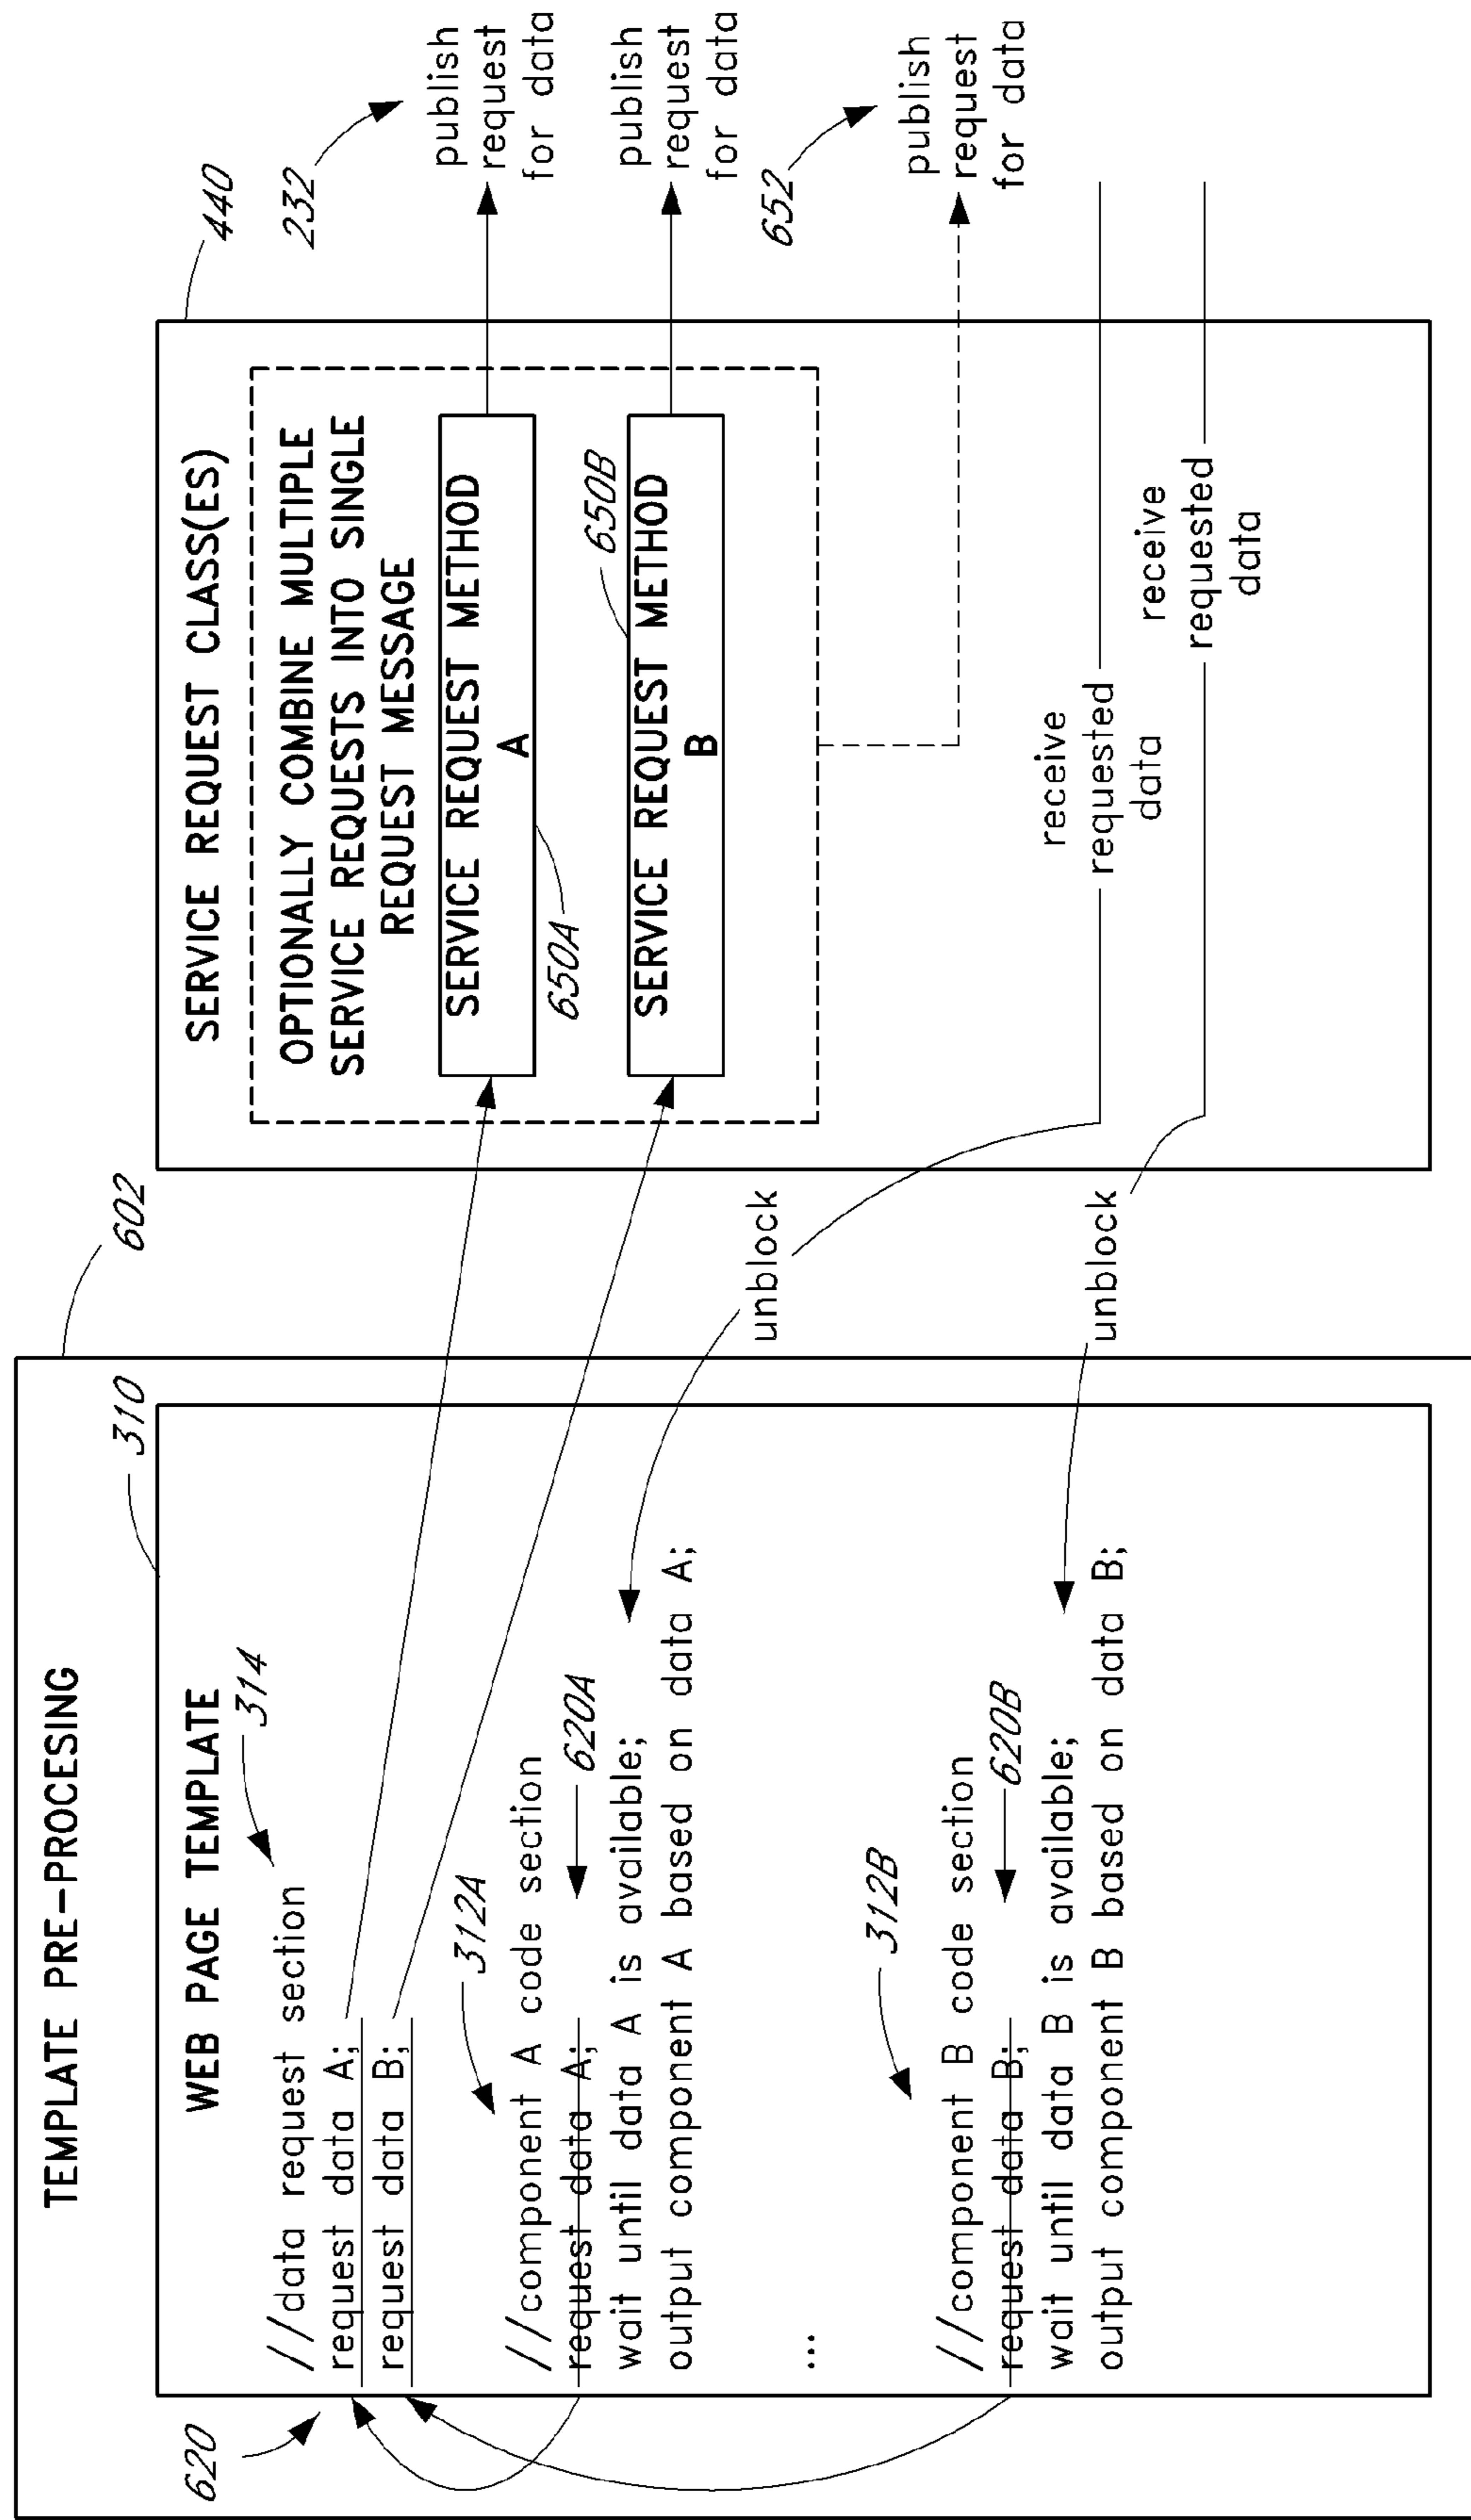 TEMPLATE PRE-PROCESING
602
310
WEB PAGE TEMPLATE
314
620
//data request section
request data A;
request data B;
312A
//component A code section
request data A;
620A
wait until data A is available;
output component A based on data A;
...
312B
//component B code section
request data B;
620B
wait until data B is available;
output component B based on data B;
unblock
unblock
440
SERVICE REQUEST CLASS(ES)
OPTIONALLY COMBINE MULTIPLE
SERVICE REQUESTS INTO SINGLE
REQUEST MESSAGE
SERVICE REQUEST METHOD
A
650A
650B
SERVICE REQUEST METHOD
B
receive
requested
data
receive
requested
data
232
publish
request
for data
publish
request
for data
652
publish
request
for data